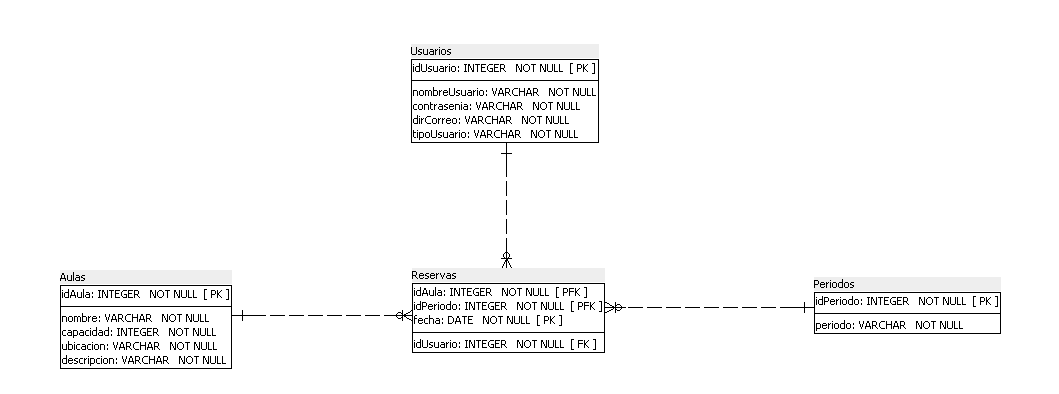 Usuarios
idUsuario: INTEGER NOT NULL [ PK ]
nombreUsuario: VARCHAR NOT NULL
contrasenia: VARCHAR NOT NULL
dirCorreo: VARCHAR NOT NULL
tipoUsuario: VARCHAR NOT NULL
Aulas
idAula: INTEGER NOT NULL [ PK ]
nombre: VARCHAR NOT NULL
capacidad: INTEGER NOT NULL
ubicacion: VARCHAR NOT NULL
descripcion: VARCHAR NOT NULL
Reservas
idAula: INTEGER NOT NULL [ PFK ]
idPeriodo: INTEGER NOT NULL [ PFK ]
fecha: DATE NOT NULL [ PK ]
idUsuario: INTEGER NOT NULL [ FK ]
Periodos
idPeriodo: INTEGER NOT NULL [ PK ]
periodo: VARCHAR NOT NULL